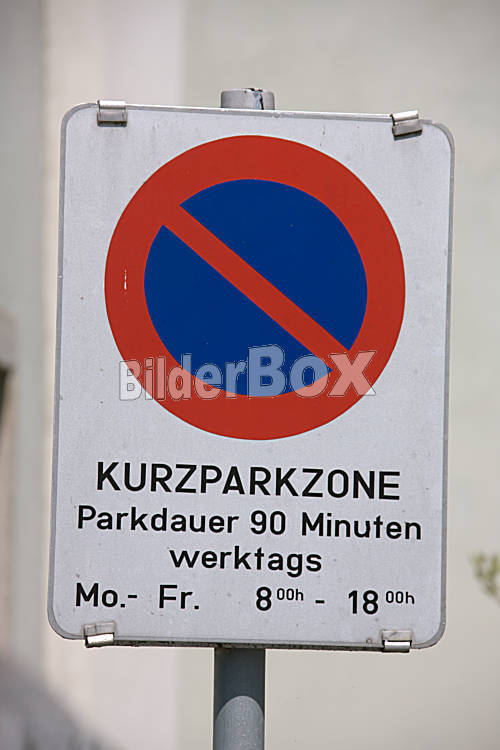 BilderBOX
KURZPARKZONE
Parkdauer 90 Minuten
werktags
Mo.- Fr. 8 00h - 18 00h